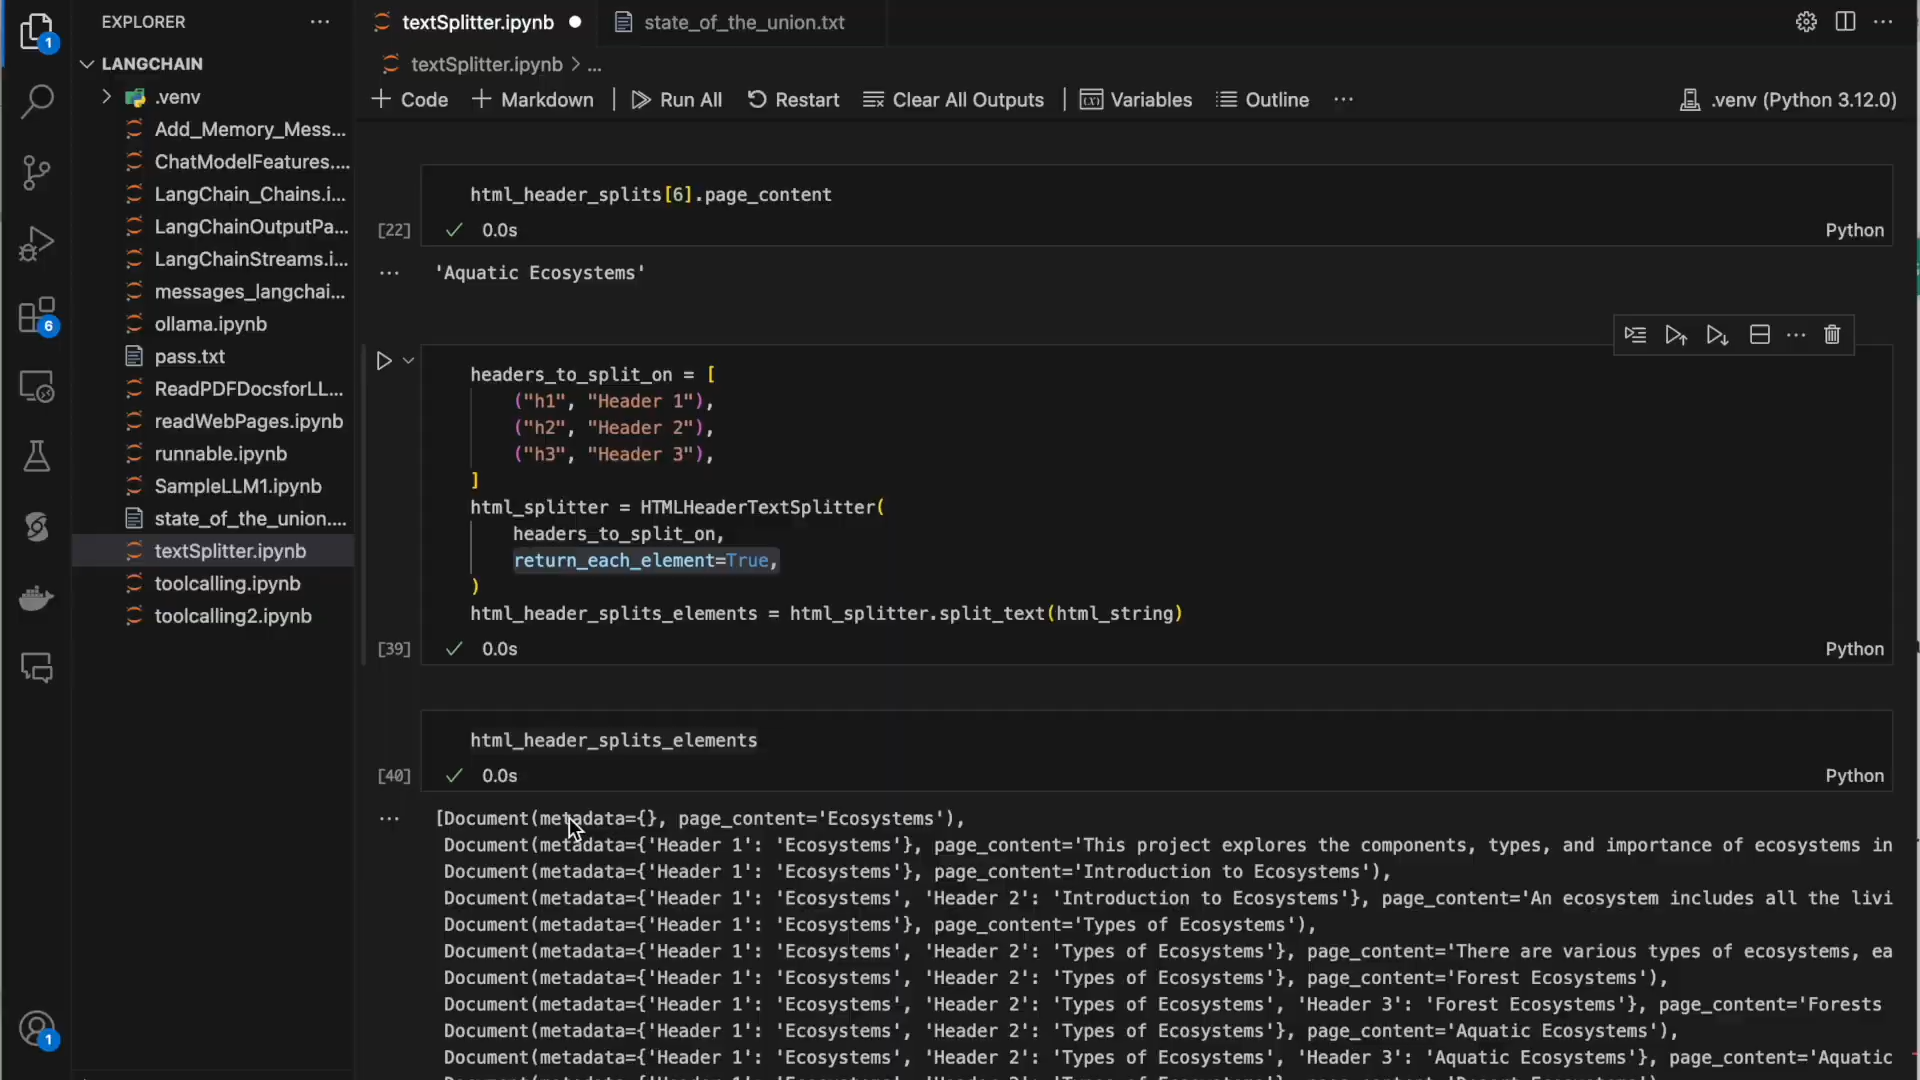 EXPLORER
LANGCHAIN
.venv
Add_Memory_Mess...
ChatModelFeatures....
LangChain_Chains.i...
LangChainOutputPa...
LangChainStreams.i...
messages_langchai...
ollama.ipynb
pass.txt
ReadPDFDocsforLL...
readWebPages.ipynb
runnable.ipynb
SampleLLM1.ipynb
state_of_the_union....
textSplitter.ipynb
toolcalling.ipynb
toolcalling2.ipynb
1
6
1
textSplitter.ipynb
state_of_the_union.txt
textSplitter.ipynb > ...
+ Code + Markdown Run All Restart Clear All Outputs Variables Outline ... .venv (Python 3.12.0)
html_header_splits[6].page_content
[22] 0.0s Python
'Aquatic Ecosystems'
headers_to_split_on = [
("h1", "Header 1"),
("h2", "Header 2"),
("h3", "Header 3"),
]
html_splitter = HTMLHeaderTextSplitter(
headers_to_split_on,
return_each_element=True,
)
html_header_splits_elements = html_splitter.split_text(html_string)
[39] 0.0s Python
html_header_splits_elements
[40] 0.0s Python
[Document(metadata={}, page_content='Ecosystems'),
Document(metadata={'Header 1': 'Ecosystems'}, page_content='This project explores the components, types, and importance of ecosystems in
Document(metadata={'Header 1': 'Ecosystems'}, page_content='Introduction to Ecosystems'),
Document(metadata={'Header 1': 'Ecosystems', 'Header 2': 'Introduction to Ecosystems'}, page_content='An ecosystem includes all the livi
Document(metadata={'Header 1': 'Ecosystems'}, page_content='Types of Ecosystems'),
Document(metadata={'Header 1': 'Ecosystems', 'Header 2': 'Types of Ecosystems'}, page_content='There are various types of ecosystems, ea
Document(metadata={'Header 1': 'Ecosystems', 'Header 2': 'Types of Ecosystems'}, page_content='Forest Ecosystems'),
Document(metadata={'Header 1': 'Ecosystems', 'Header 2': 'Types of Ecosystems', 'Header 3': 'Forest Ecosystems'}, page_content='Forests
Document(metadata={'Header 1': 'Ecosystems', 'Header 2': 'Types of Ecosystems'}, page_content='Aquatic Ecosystems'),
Document(metadata={'Header 1': 'Ecosystems', 'Header 2': 'Types of Ecosystems', 'Header 3': 'Aquatic Ecosystems'}, page_content='Aquatic